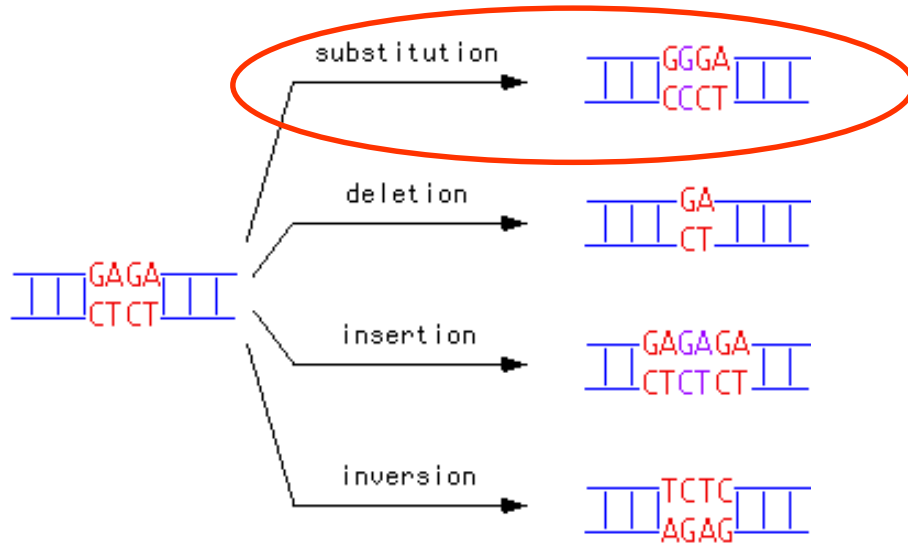 substitution
GGGA
CCCT
deletion
GA
CT
GAGA
CTCT
insertion
GAGAGA
CTCTCT
inversion
TCTC
AGAG